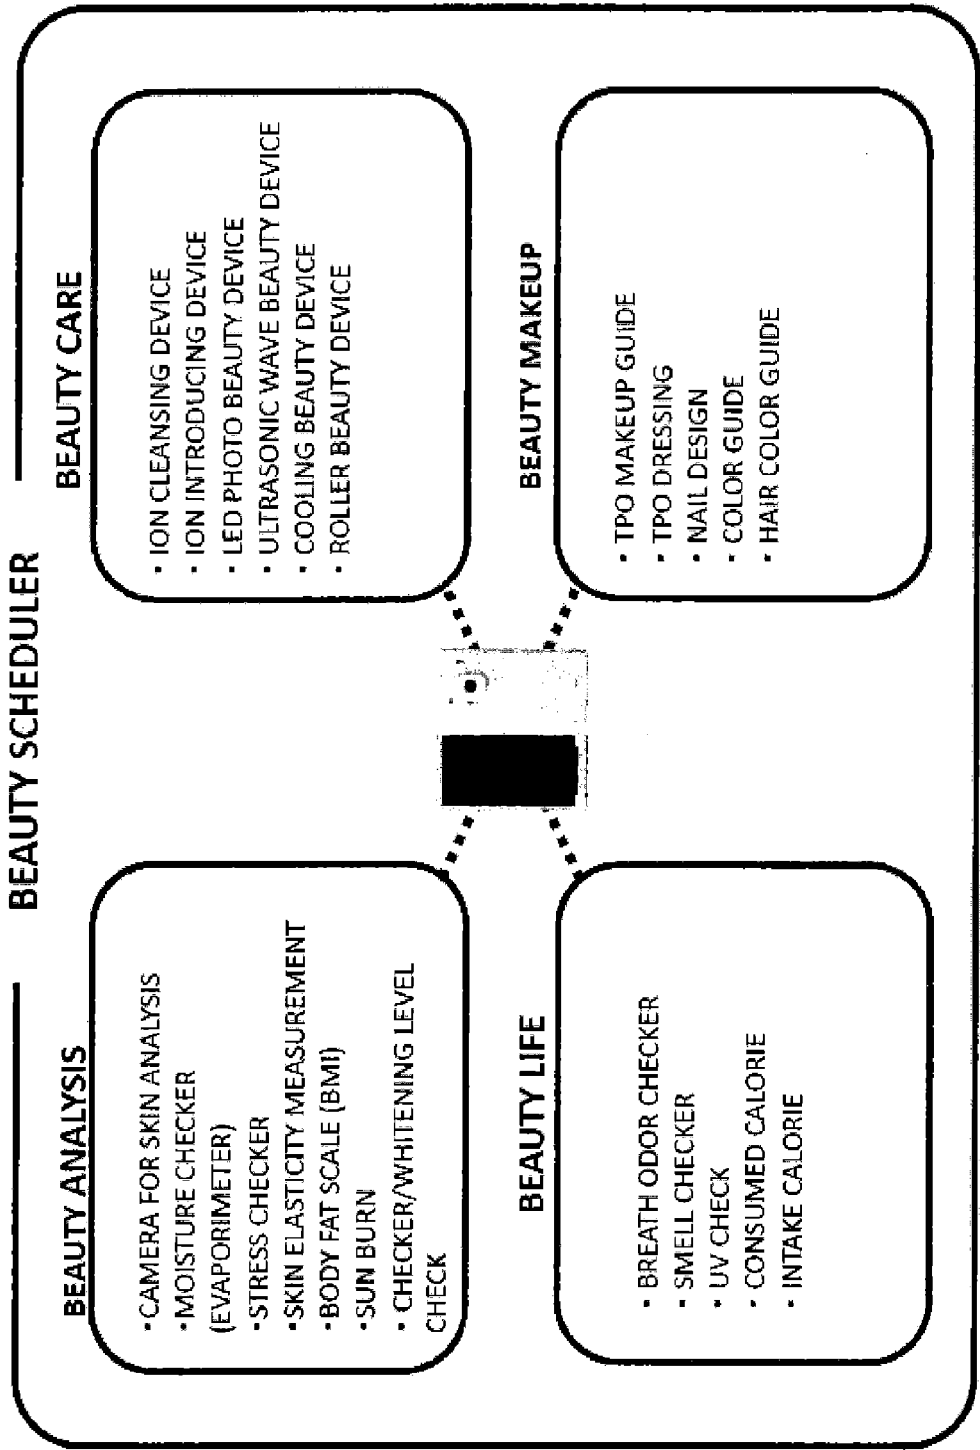 BEAUTY SCHEDULER
BEAUTY ANALYSIS
• CAMERA FOR SKIN ANALYSIS
• MOISTURE CHECKER
(EVAPORIMETER)
• STRESS CHECKER
• SKIN ELASTICITY MEASUREMENT
• BODY FAT SCALE (BMI)
• SUN BURN
• CHECKER/WHITENING LEVEL
CHECK
BEAUTY CARE
• ION CLEANSING DEVICE
• ION INTRODUCING DEVICE
• LED PHOTO BEAUTY DEVICE
• ULTRASONIC WAVE BEAUTY DEVICE
• COOLING BEAUTY DEVICE
• ROLLER BEAUTY DEVICE
BEAUTY LIFE
• BREATH ODOR CHECKER
• SMELL CHECKER
• UV CHECK
• CONSUMED CALORIE
• INTAKE CALORIE
BEAUTY MAKEUP
• TPO MAKEUP GUIDE
• TPO DRESSING
• NAIL DESIGN
• COLOR GUIDE
• HAIR COLOR GUIDE